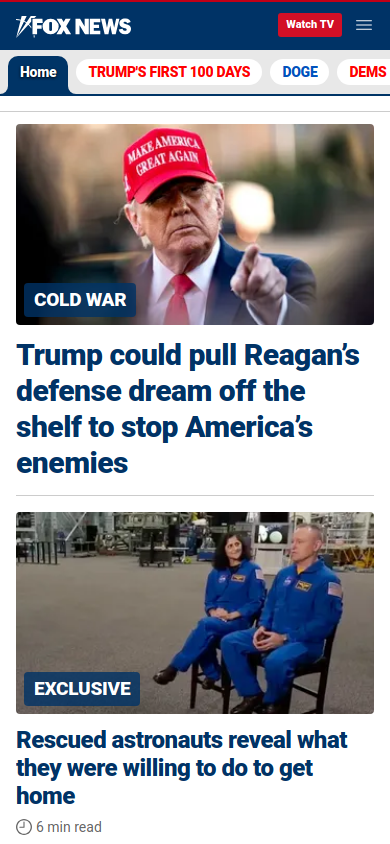 FOX NEWS
Watch TV
Home
TRUMP'S FIRST 100 DAYS
DOGE
DEMS
MAKE AMERICA
GREAT AGAIN
COLD WAR
Trump could pull Reagan’s
defense dream off the
shelf to stop America’s
enemies
EXCLUSIVE
Rescued astronauts reveal what
they were willing to do to get
home
6 min read